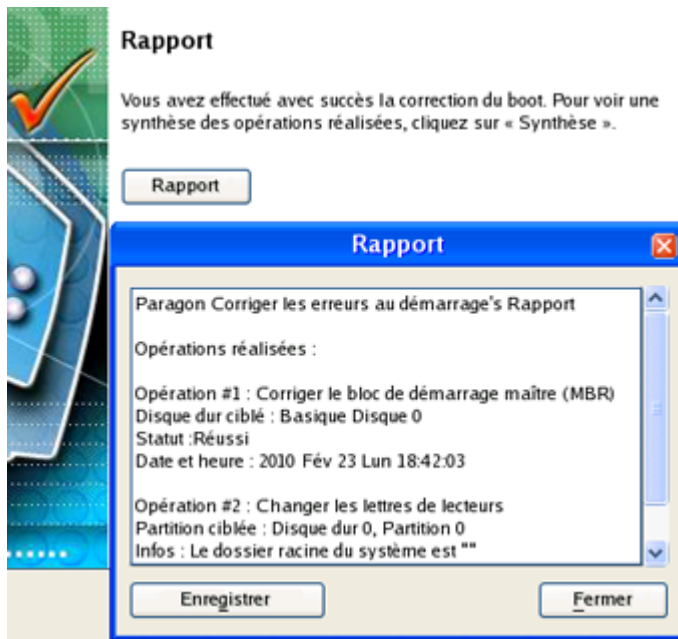 Rapport
Vous avez effectué avec succès la correction du boot. Pour voir une
synthèse des opérations réalisées, cliquez sur « Synthèse ».
Rapport
Rapport
Paragon Corriger les erreurs au démarrage's Rapport
Opérations réalisées :
Opération #1 : Corriger le bloc de démarrage maître (MBR)
Disque dur ciblé : Basique Disque 0
Statut :Réussi
Date et heure : 2010 Fév 23 Lun 18:42:03
Opération #2 : Changer les lettres de lecteurs
Partition ciblée : Disque dur 0, Partition 0
Infos : Le dossier racine du système est ""
Enregistrer
Fermer